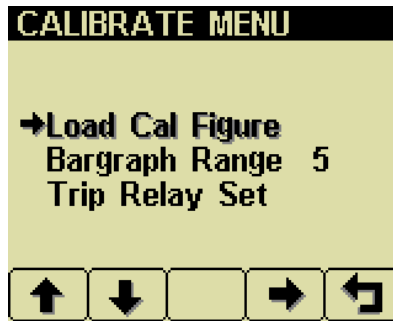 CALIBRATE MENU
Load Cal Figure
Bargraph Range 5
Trip Relay Set